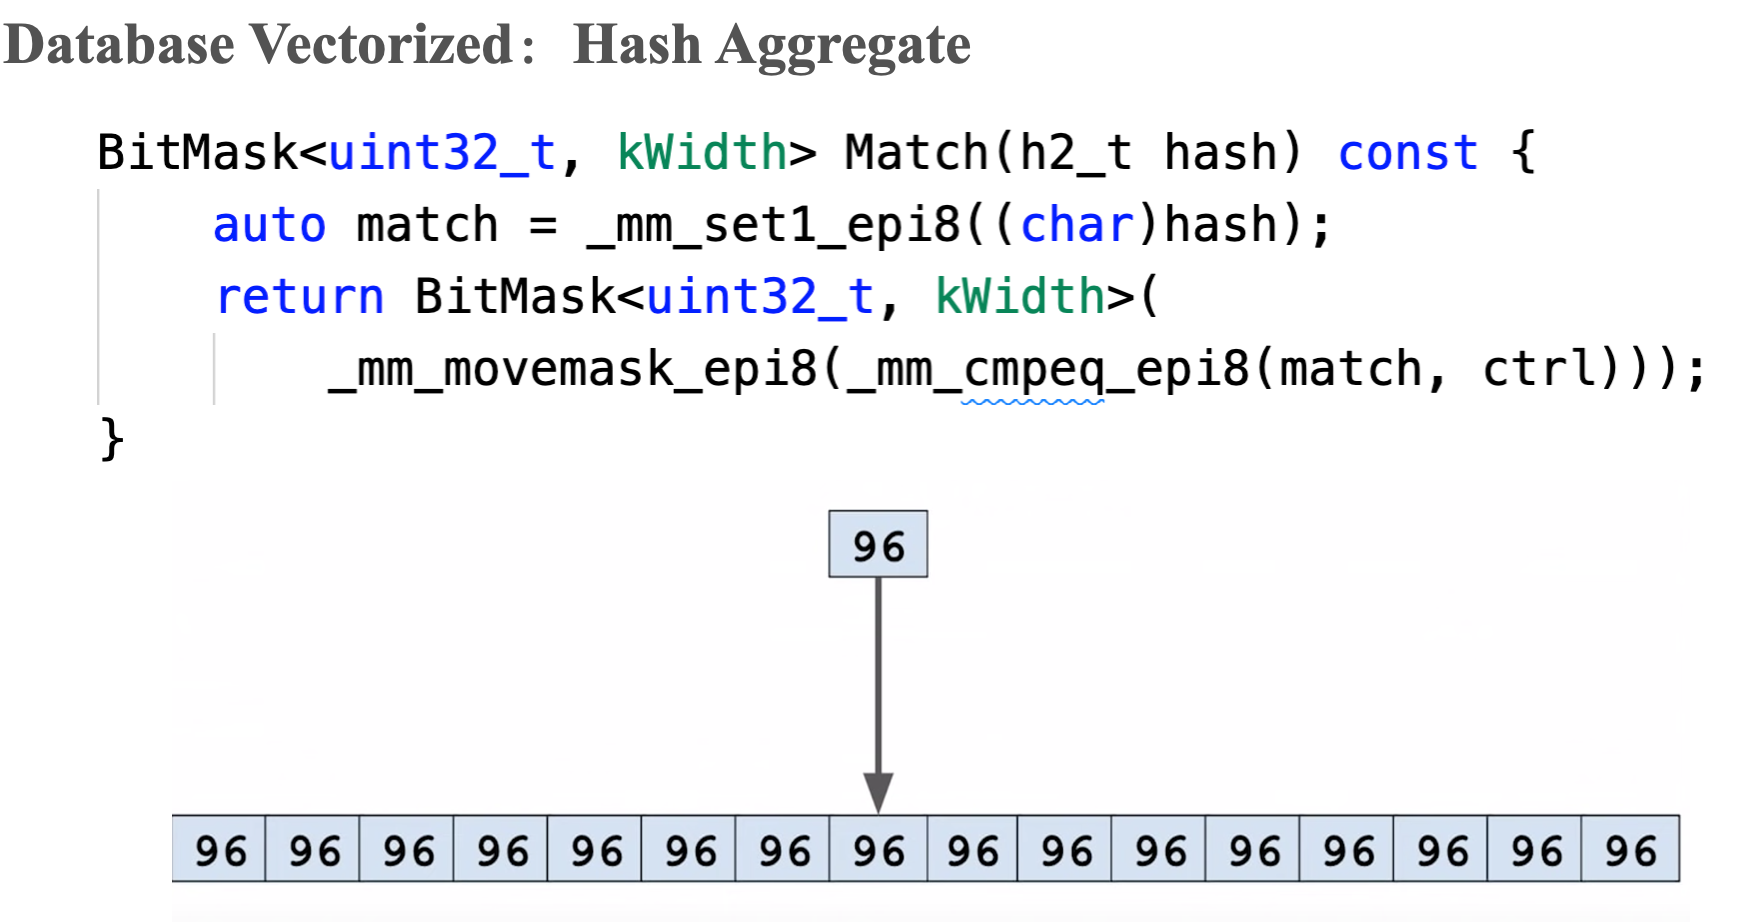 Database Vectorized：Hash Aggregate
BitMask<uint32_t, kWidth> Match(h2_t hash) const {
auto match = _mm_set1_epi8((char)hash);
return BitMask<uint32_t, kWidth>(
_mm_movemask_epi8(_mm_cmpeq_epi8(match, ctrl)));
}
96
96 96 96 96 96 96 96 96 96 96 96 96 96 96 96 96